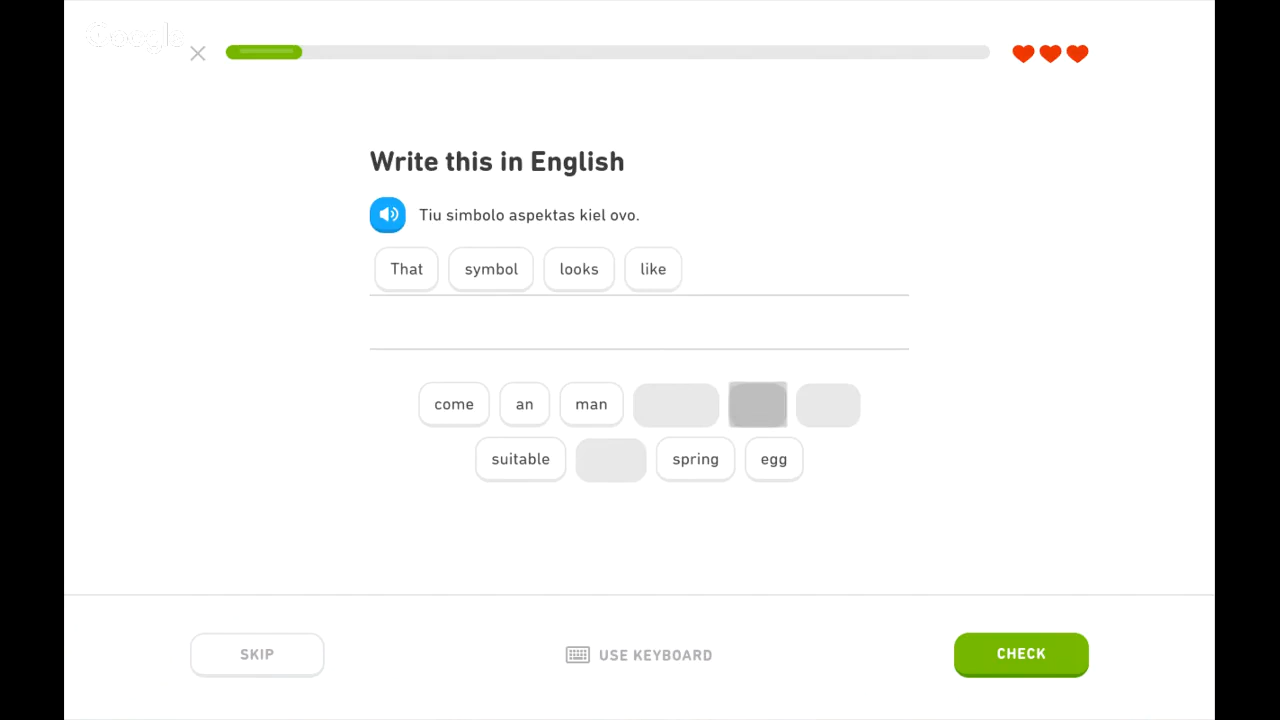 Google
Write this in English
Tiu simbolo aspektas kiel ovo.
That symbol looks like
come an man
suitable spring egg
SKIP USE KEYBOARD CHECK